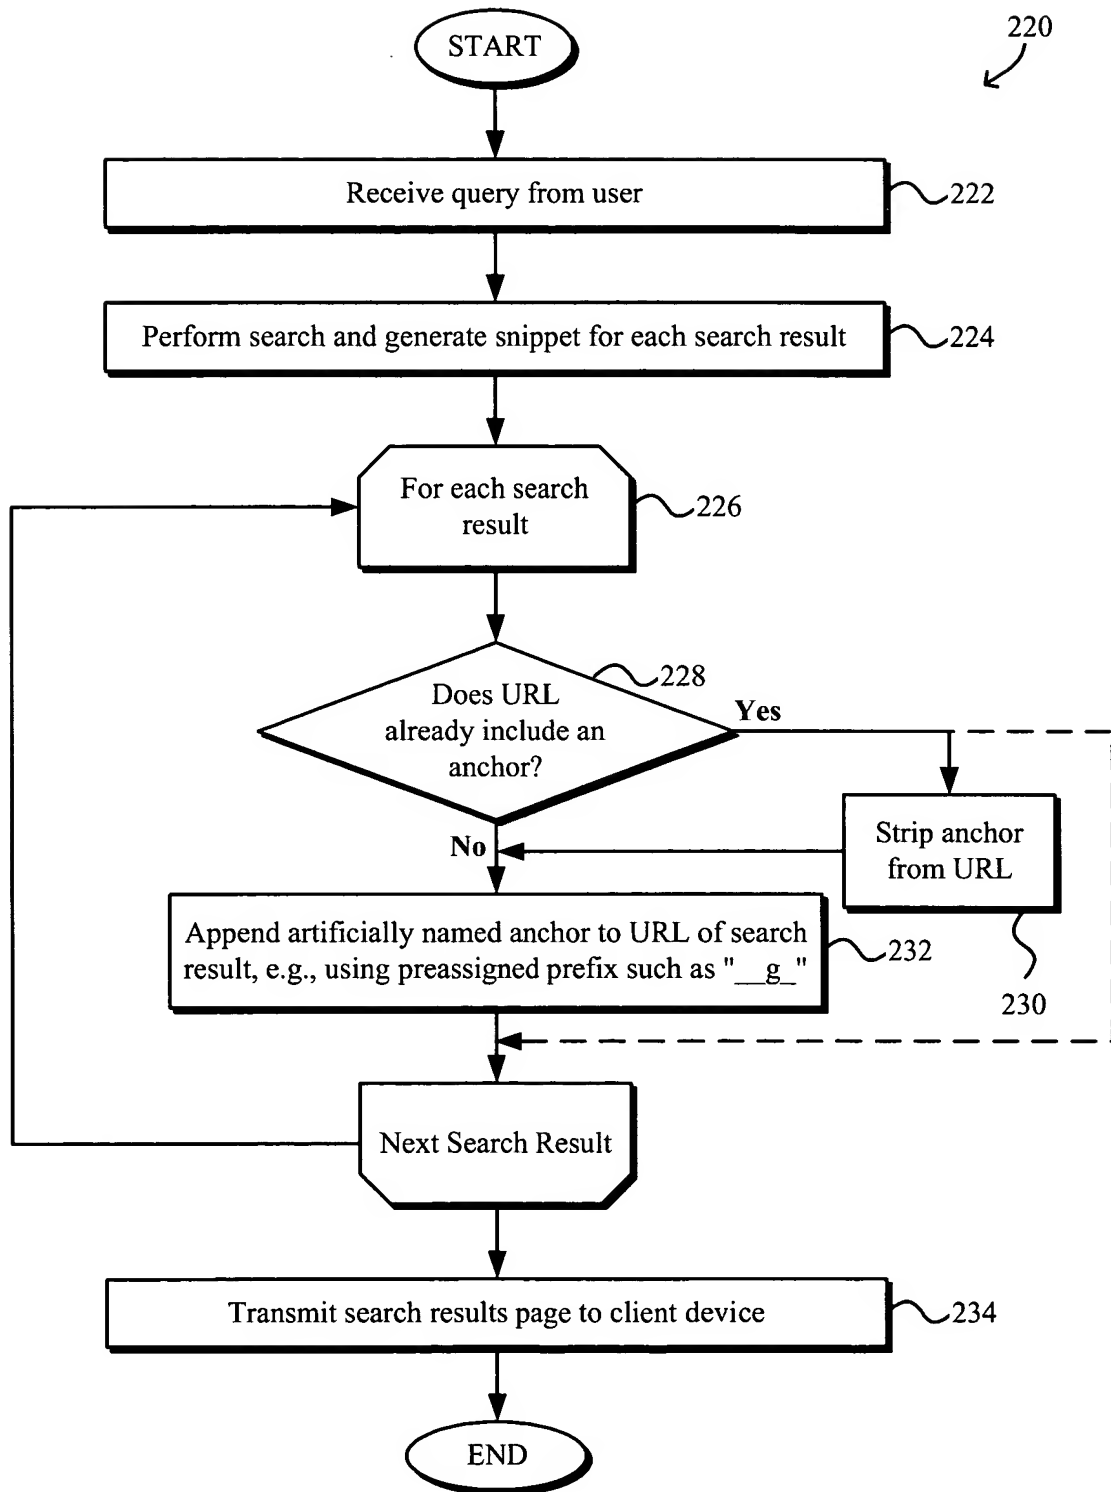 START
220
Receive query from user
222
Perform search and generate snippet for each search result
224
For each search
result
226
Does URL
already include an
anchor?
228
Yes
No
Strip anchor
from URL
230
Append artificially named anchor to URL of search
result, e.g., using preassigned prefix such as "__g_"
232
Next Search Result
Transmit search results page to client device
234
END